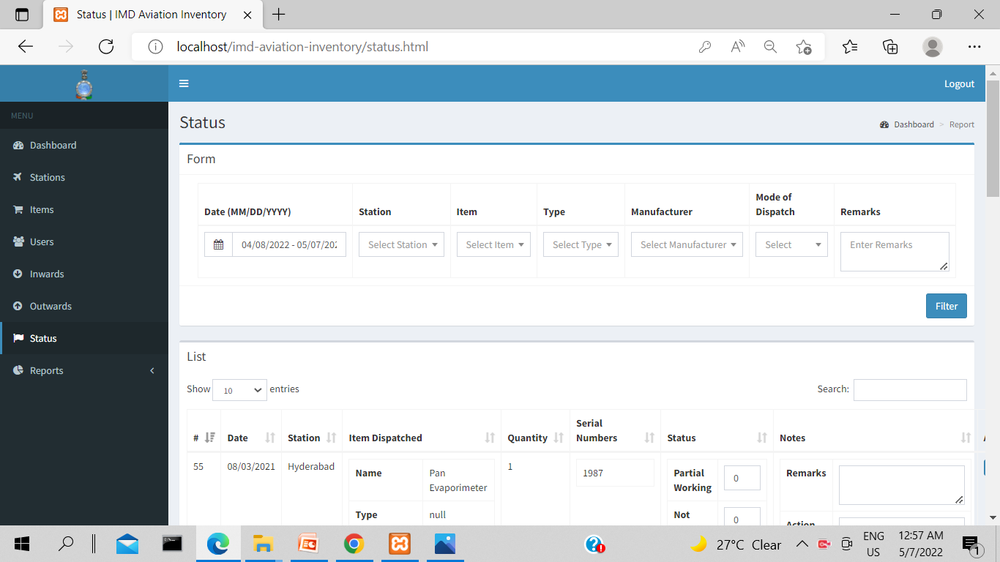 Status | IMD Aviation Inventory
localhost/imd-aviation-inventory/status.html
Logout
MENU
Dashboard
Stations
Items
Users
Inwards
Outwards
Status
Reports
Status
Dashboard > Report
Form
Date (MM/DD/YYYY) Station Item Type Manufacturer Mode of Dispatch Remarks
04/08/2022 - 05/07/202 Select Station Select Item Select Type Select Manufacturer Select Enter Remarks
Filter
List
Show 10 entries Search:
# Date Station Item Dispatched Quantity Serial Numbers Status Notes
55 08/03/2021 Hyderabad Name Pan Evaporimeter 1 1987 Partial Working 0 Remarks
Type null Not 0 Action
27°C Clear ENG US 12:57 AM 5/7/2022 1